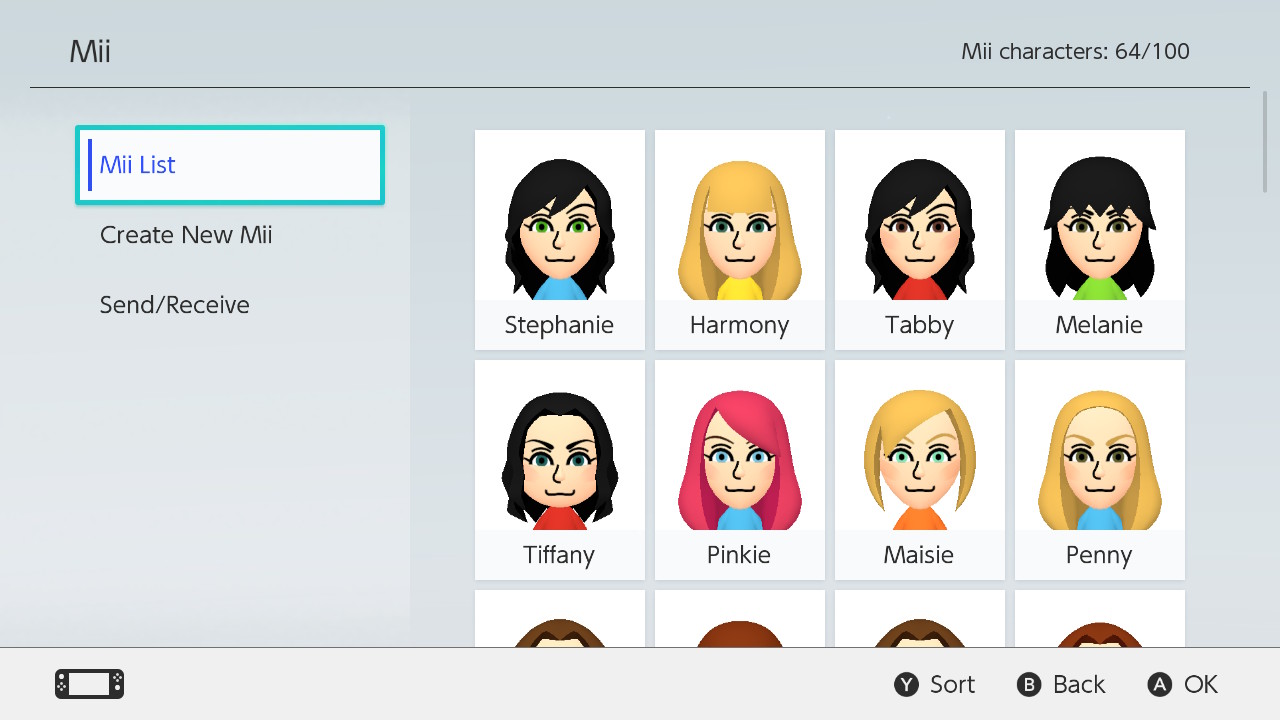 Mii
Mii characters: 64/100
Mii List
Create New Mii
Send/Receive
Stephanie
Harmony
Tabby
Melanie
Tiffany
Pinkie
Maisie
Penny
Y Sort
B Back
A OK